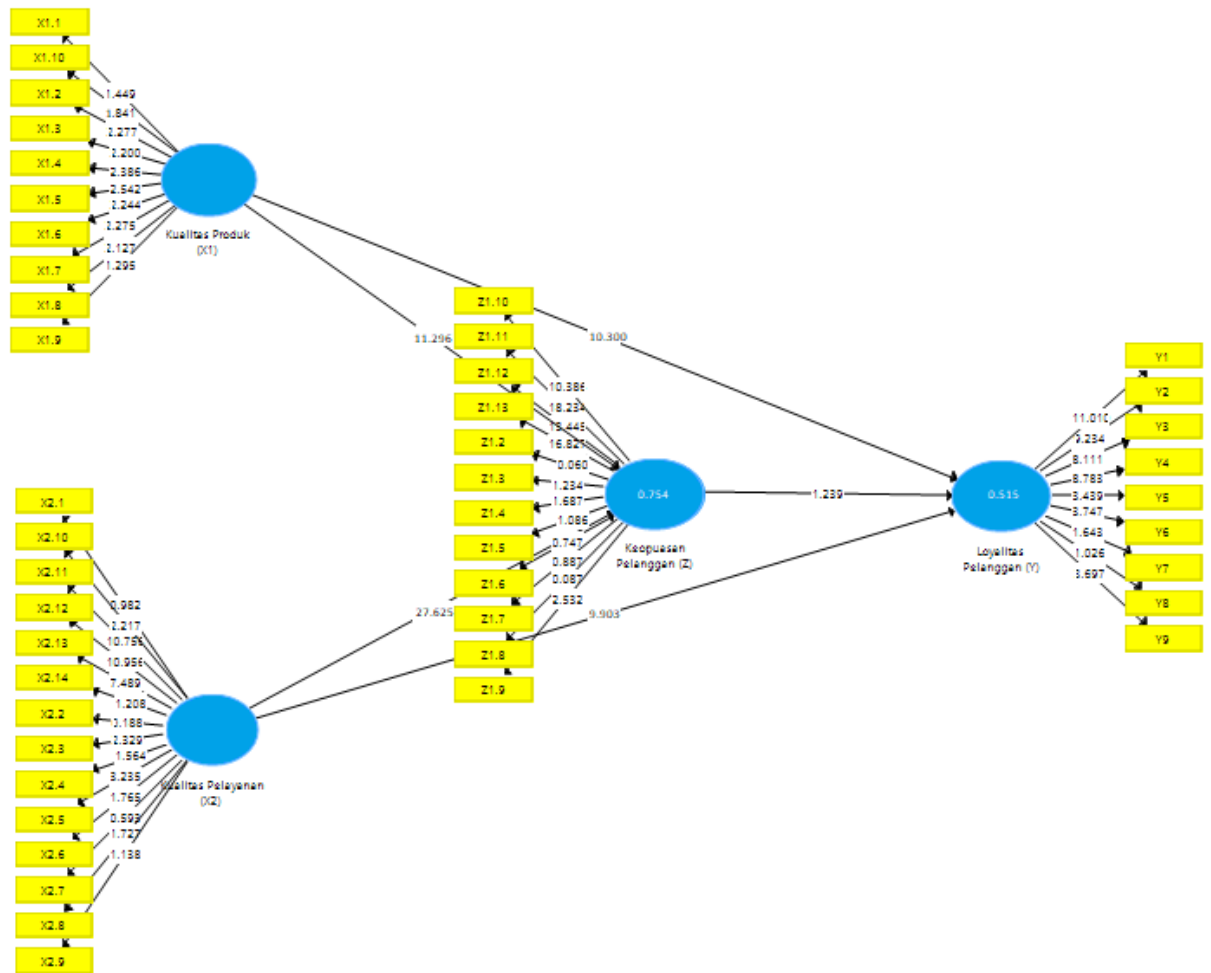 X1.1
X1.10
X1.2
X1.3
X1.4
X1.5
X1.6
X1.7
X1.8
X1.9
1.449
2.277
2.200
2.386
2.542
2.244
2.275
2.127
1.295
Kualitas Produk
(X1)
11.296
10.300
Z1.10
Z1.11
Z1.12
Z1.13
Z1.2
Z1.3
Z1.4
Z1.5
Z1.6
Z1.7
Z1.8
Z1.9
10.386
18.234
16.827
0.060
1.234
1.687
1.086
0.747
0.887
0.087
2.532
0.754
Keopuasan
Pelanggan (Z)
1.239
0.515
Loyalitas
Pelanggan (Y)
11.010
8.111
8.783
3.439
3.747
1.643
1.026
3.697
Y1
Y2
Y3
Y4
Y5
Y6
Y7
Y8
Y9
X2.1
X2.10
X2.11
X2.12
X2.13
X2.14
X2.2
X2.3
X2.4
X2.5
X2.6
X2.7
X2.8
X2.9
0.982
2.217
10.956
7.489
1.208
2.329
1.564
3.235
1.765
0.593
1.727
1.138
Kualitas Pelayanan
(X2)
27.625
9.903